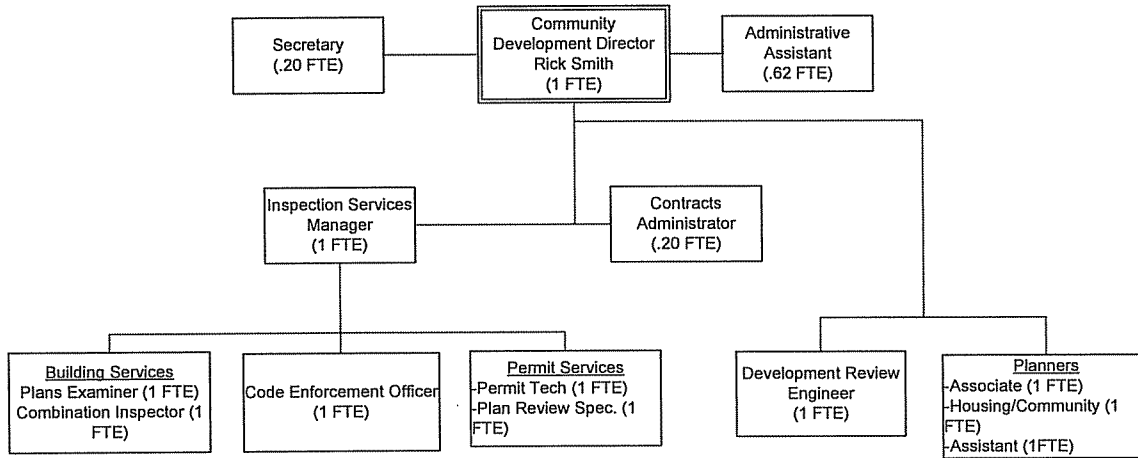 Secretary
(.20 FTE)
Community
Development Director
Rick Smith
(1 FTE)
Administrative
Assistant
(.62 FTE)
Inspection Services
Manager
(1 FTE)
Contracts
Administrator
(.20 FTE)
Building Services
Plans Examiner (1 FTE)
Combination Inspector (1
FTE)
Code Enforcement Officer
(1 FTE)
Permit Services
-Permit Tech (1 FTE)
-Plan Review Spec. (1
FTE)
Development Review
Engineer
(1 FTE)
Planners
-Associate (1 FTE)
-Housing/Community (1
FTE)
-Assistant (1FTE)